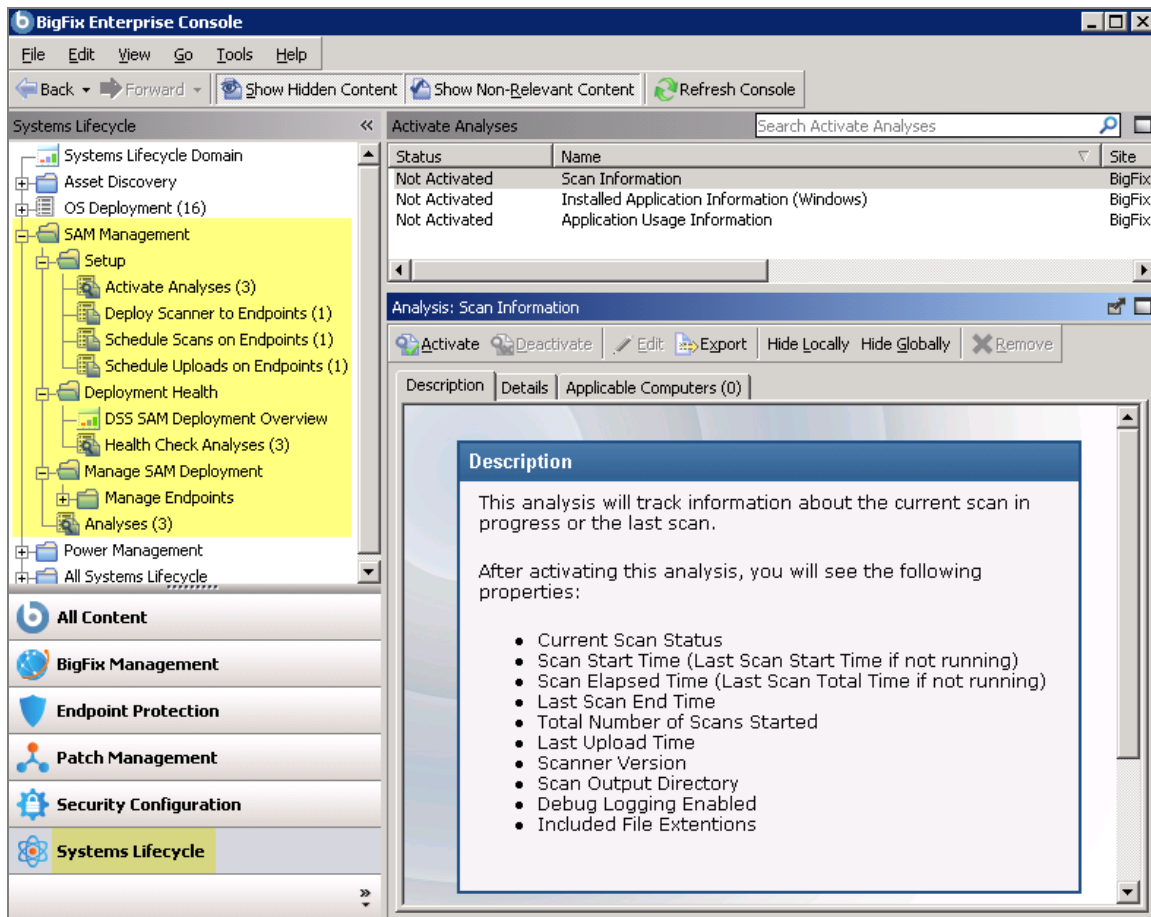 BigFix Enterprise Console
File Edit View Go Tools Help
Back Forward Show Hidden Content Show Non-Relevant Content Refresh Console
Systems Lifecycle
Systems Lifecycle Domain
Asset Discovery
OS Deployment (16)
SAM Management
Setup
Activate Analyses (3)
Deploy Scanner to Endpoints (1)
Schedule Scans on Endpoints (1)
Schedule Uploads on Endpoints (1)
Deployment Health
DSS SAM Deployment Overview
Health Check Analyses (3)
Manage SAM Deployment
Manage Endpoints
Analyses (3)
Power Management
All Systems Lifecycle
All Content
BigFix Management
Endpoint Protection
Patch Management
Security Configuration
Systems Lifecycle
Activate Analyses Search Activate Analyses
Status Name Site
Not Activated Scan Information BigFix
Not Activated Installed Application Information (Windows) BigFix
Not Activated Application Usage Information BigFix
Analysis: Scan Information
Activate Deactivate Edit Export Hide Locally Hide Globally Remove
Description Details Applicable Computers (0)
Description
This analysis will track information about the current scan in
progress or the last scan.
After activating this analysis, you will see the following
properties:
• Current Scan Status
• Scan Start Time (Last Scan Start Time if not running)
• Scan Elapsed Time (Last Scan Total Time if not running)
• Last Scan End Time
• Total Number of Scans Started
• Last Upload Time
• Scanner Version
• Scan Output Directory
• Debug Logging Enabled
• Included File Extentions